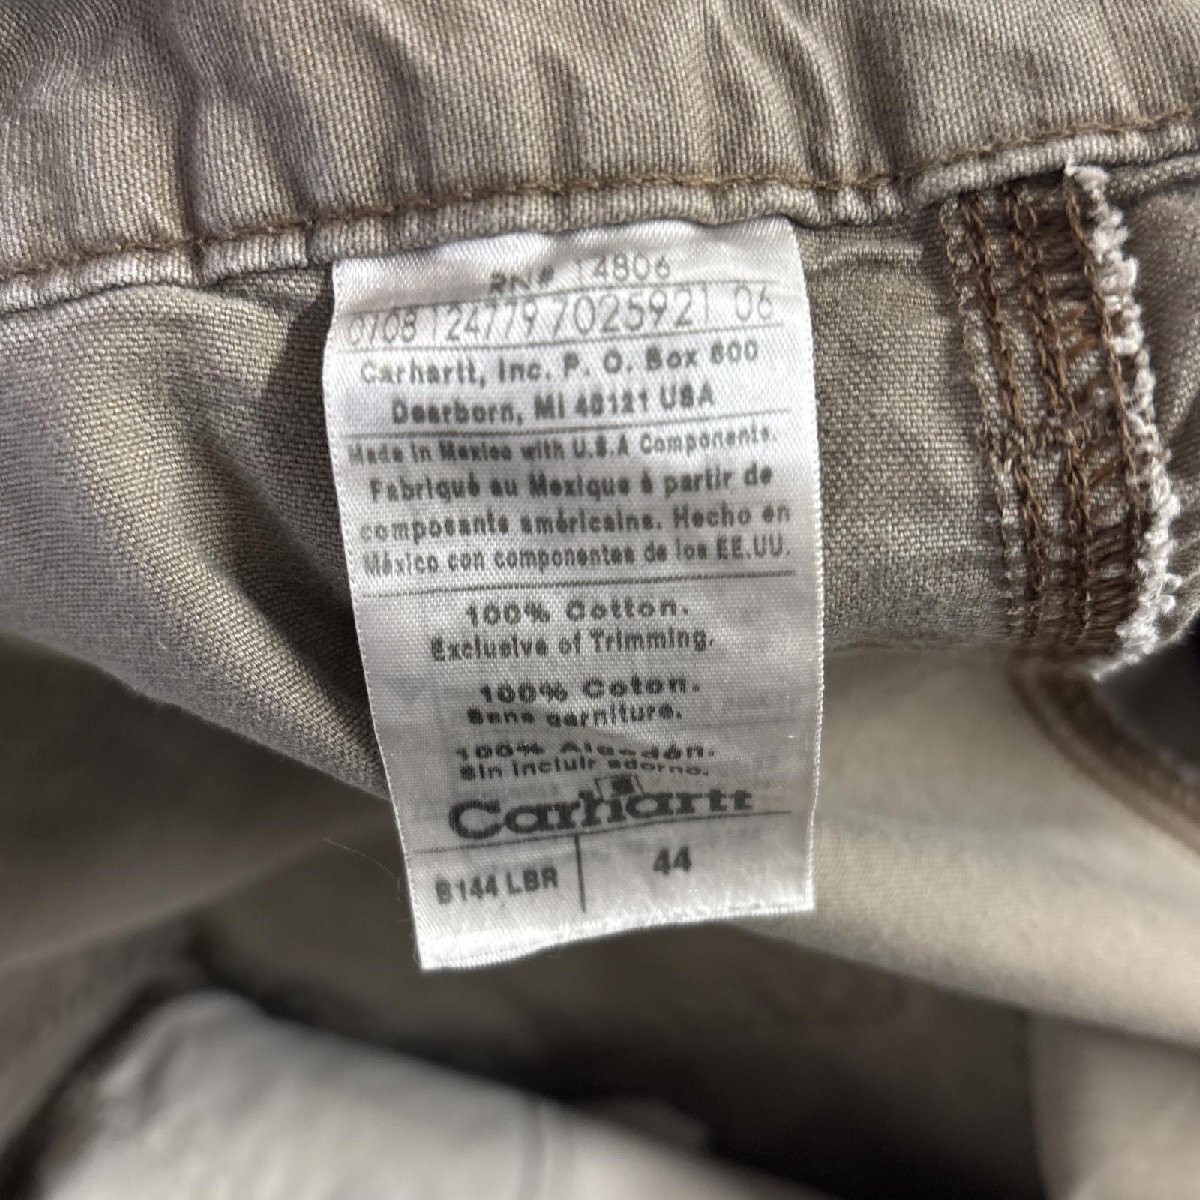 RN# 14806
0708 124779 7025921 06
Carhartt, Inc. P. O. Box 600
Dearborn, MI 48121 USA
Made in Mexico with U.S.A Components.
Fabriqué au Mexique à partir de
composants américains. Hecho en
México con componentes de los EE.UU.
100% Cotton.
Exclusive of Trimming.
100% Coton.
Sans garniture.
100% Algodón.
Sin incluir adorno.
Carhartt
B144 LBR 44